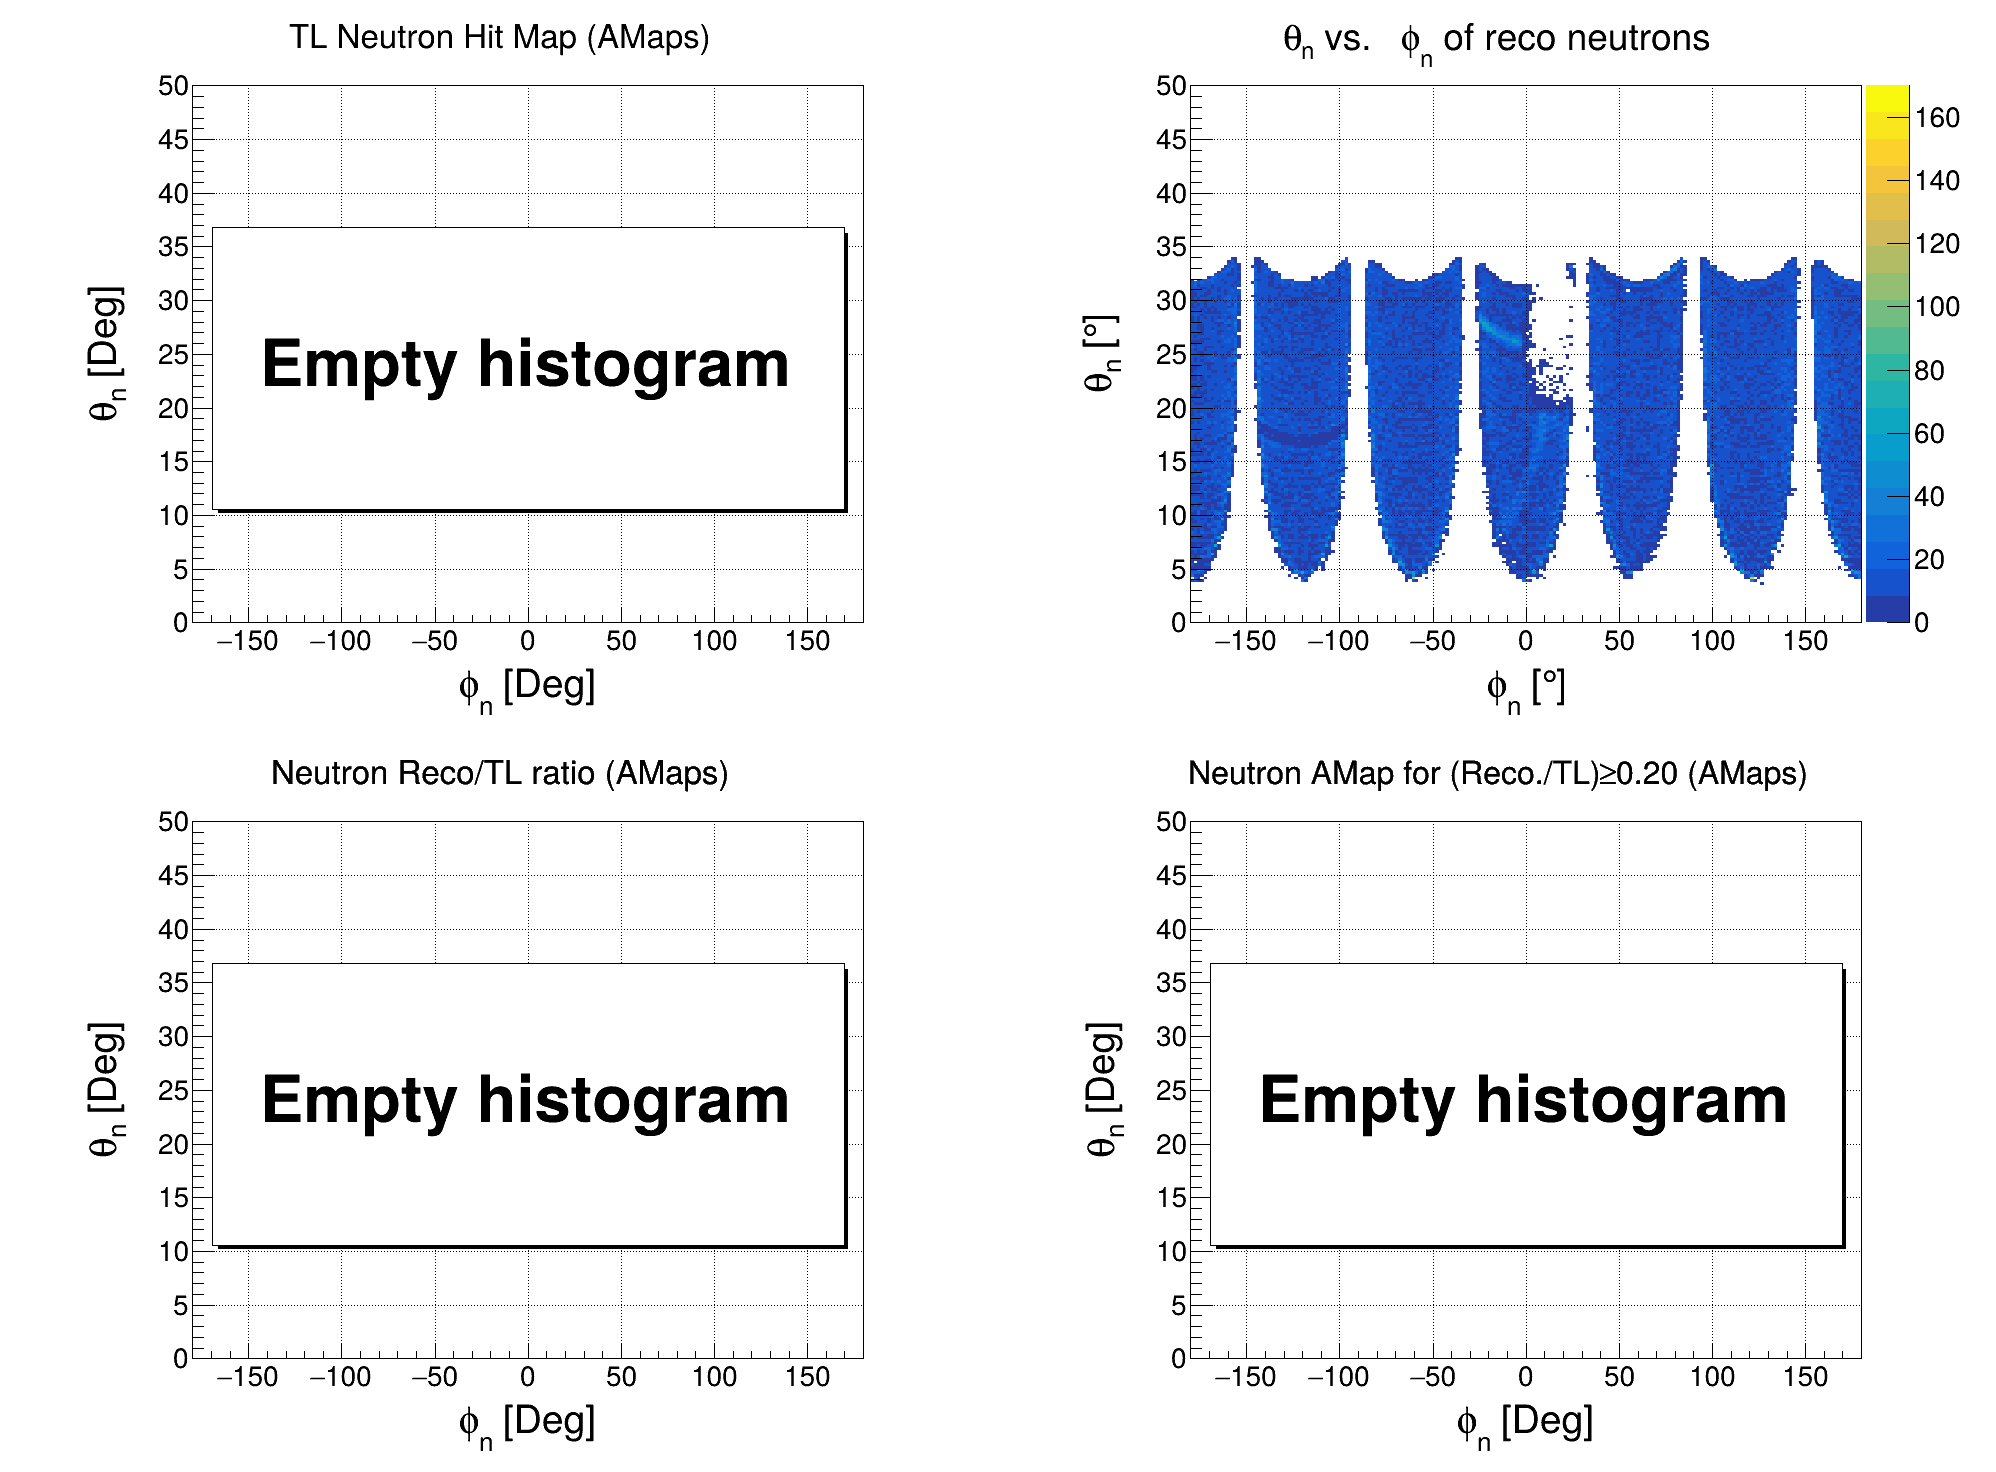 TL Neutron Hit Map (AMaps)
50
45
40
35
30
25
20
15
10
5
0
θn [Deg]
Empty histogram
−150 −100 −50 0 50 100 150
ϕn [Deg]
θn vs. ϕn of reco neutrons
50
45
40
35
30
25
20
15
10
5
0
θn [°]
−150 −100 −50 0 50 100 150
ϕn [°]
160
140
120
100
80
60
40
20
0
Neutron Reco/TL ratio (AMaps)
50
45
40
35
30
25
20
15
10
5
0
θn [Deg]
Empty histogram
−150 −100 −50 0 50 100 150
ϕn [Deg]
Neutron AMap for (Reco./TL)≥0.20 (AMaps)
50
45
40
35
30
25
20
15
10
5
0
θn [Deg]
Empty histogram
−150 −100 −50 0 50 100 150
ϕn [Deg]